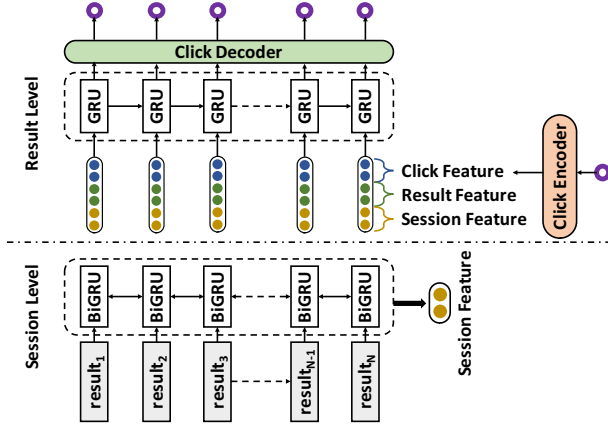 Click Decoder
Result Level
GRU
GRU
GRU
GRU
GRU
Click Feature
Result Feature
Session Feature
Click Encoder
Session Level
BiGRU
BiGRU
BiGRU
BiGRU
BiGRU
Session Feature
result1
result2
result3
resultN-1
resultN